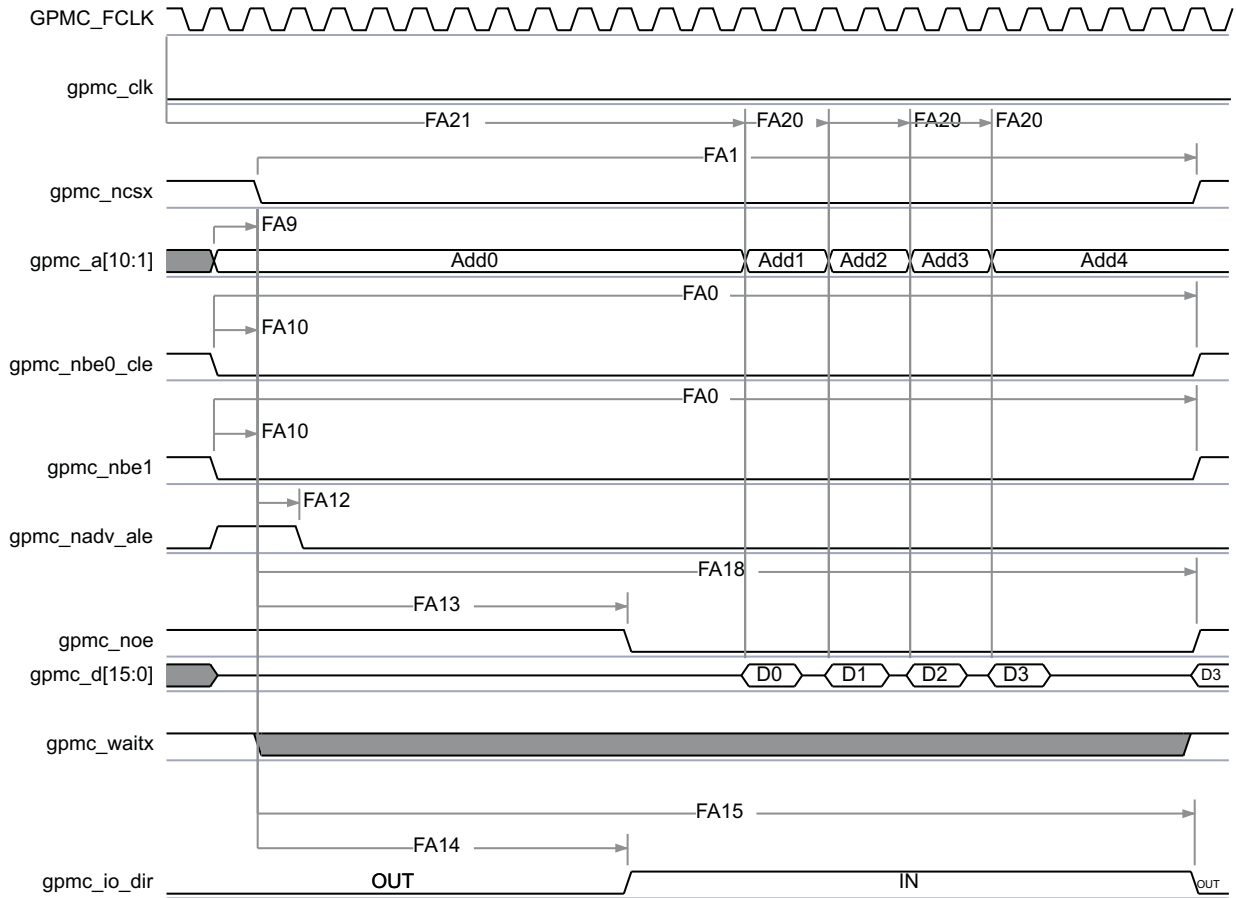 GPMC_FCLK
gpmc_clk
FA21 FA20 FA20 FA20
FA1
gpmc_ncsx
FA9
gpmc_a[10:1] Add0 Add1 Add2 Add3 Add4
FA0
FA10
gpmc_nbe0_cle
FA0
FA10
gpmc_nbe1
FA12
gpmc_nadv_ale
FA18
FA13
gpmc_noe
gpmc_d[15:0] D0 D1 D2 D3 D3
gpmc_waitx
FA15
FA14
gpmc_io_dir OUT IN OUT